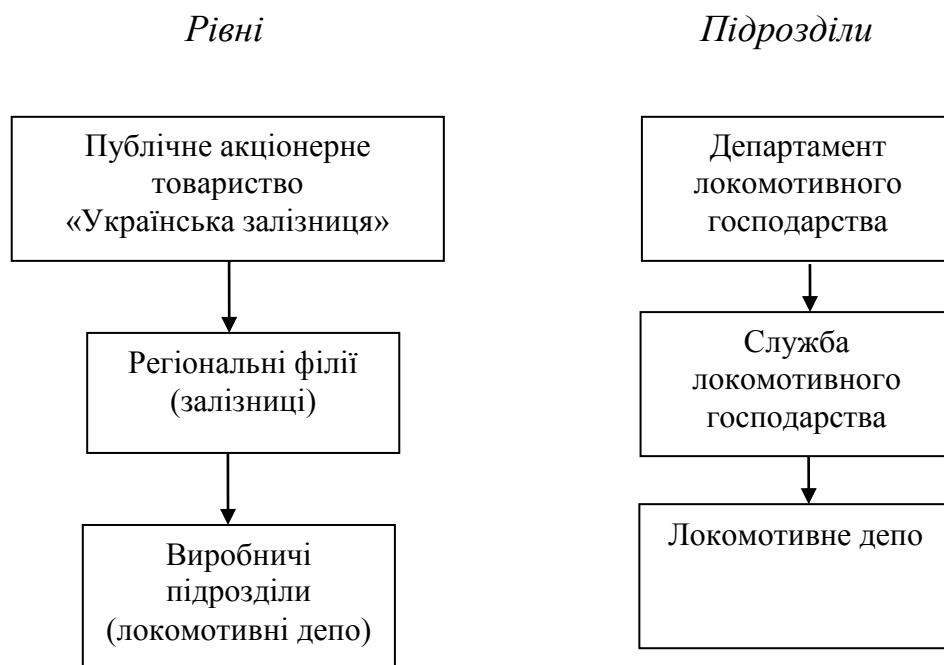 Рівні
Підрозділи
Публічне акціонерне
товариство
«Українська залізниця»
Департамент
локомотивного
господарства
Регіональні філії
(залізниці)
Служба
локомотивного
господарства
Виробничі
підрозділи
(локомотивні депо)
Локомотивне депо